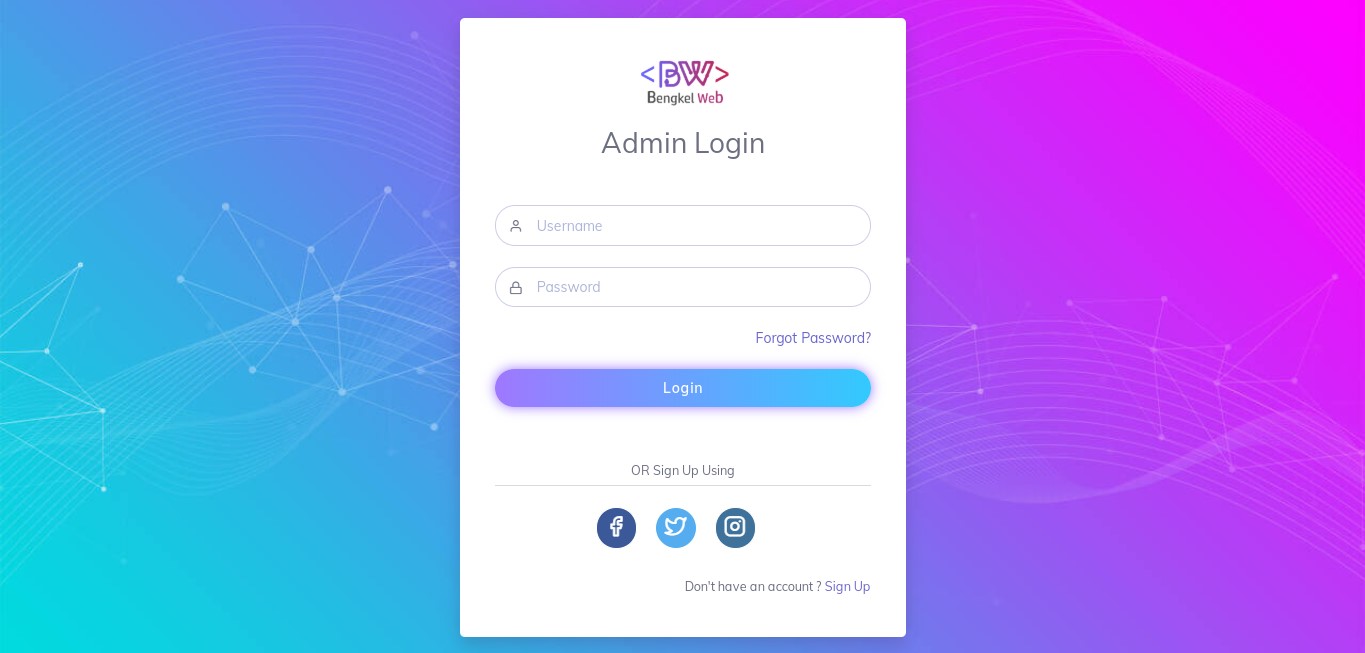 <BW>
Bengkel Web
Admin Login
Username
Password
Forgot Password?
Login
OR Sign Up Using
Don't have an account ? Sign Up